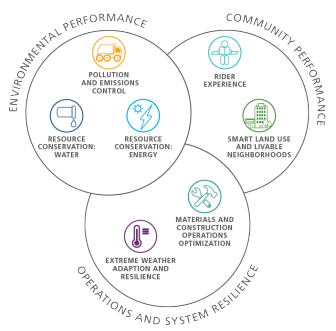 ENVIRONMENTAL PERFORMANCE
COMMUNITY PERFORMANCE
POLLUTION
AND EMISSIONS
CONTROL
RIDER
EXPERIENCE
RESOURCE
CONSERVATION:
WATER
RESOURCE
CONSERVATION:
ENERGY
SMART LAND USE
AND LIVABLE
NEIGHBORHOODS
MATERIALS AND
CONSTRUCTION
OPERATIONS
OPTIMIZATION
EXTREME WEATHER
ADAPTION AND
RESILIENCE
OPERATIONS AND SYSTEM RESILIENCE